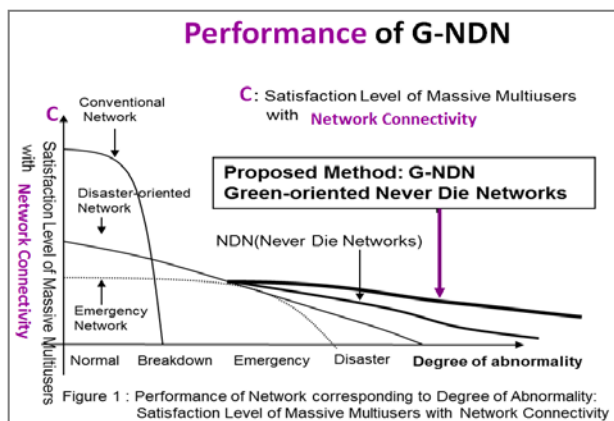 Performance of G-NDN
C: Satisfaction Level of Massive Multiusers
with Network Connectivity
C
Satisfaction Level of Massive Multiusers
with Network Connectivity
Conventional
Network
Disaster-oriented
Network
Emergency
Network
Proposed Method: G-NDN
Green-oriented Never Die Networks
NDN(Never Die Networks)
Normal Breakdown Emergency Disaster Degree of abnormality
Figure 1 : Performance of Network corresponding to Degree of Abnormality:
Satisfaction Level of Massive Multiusers with Network Connectivity